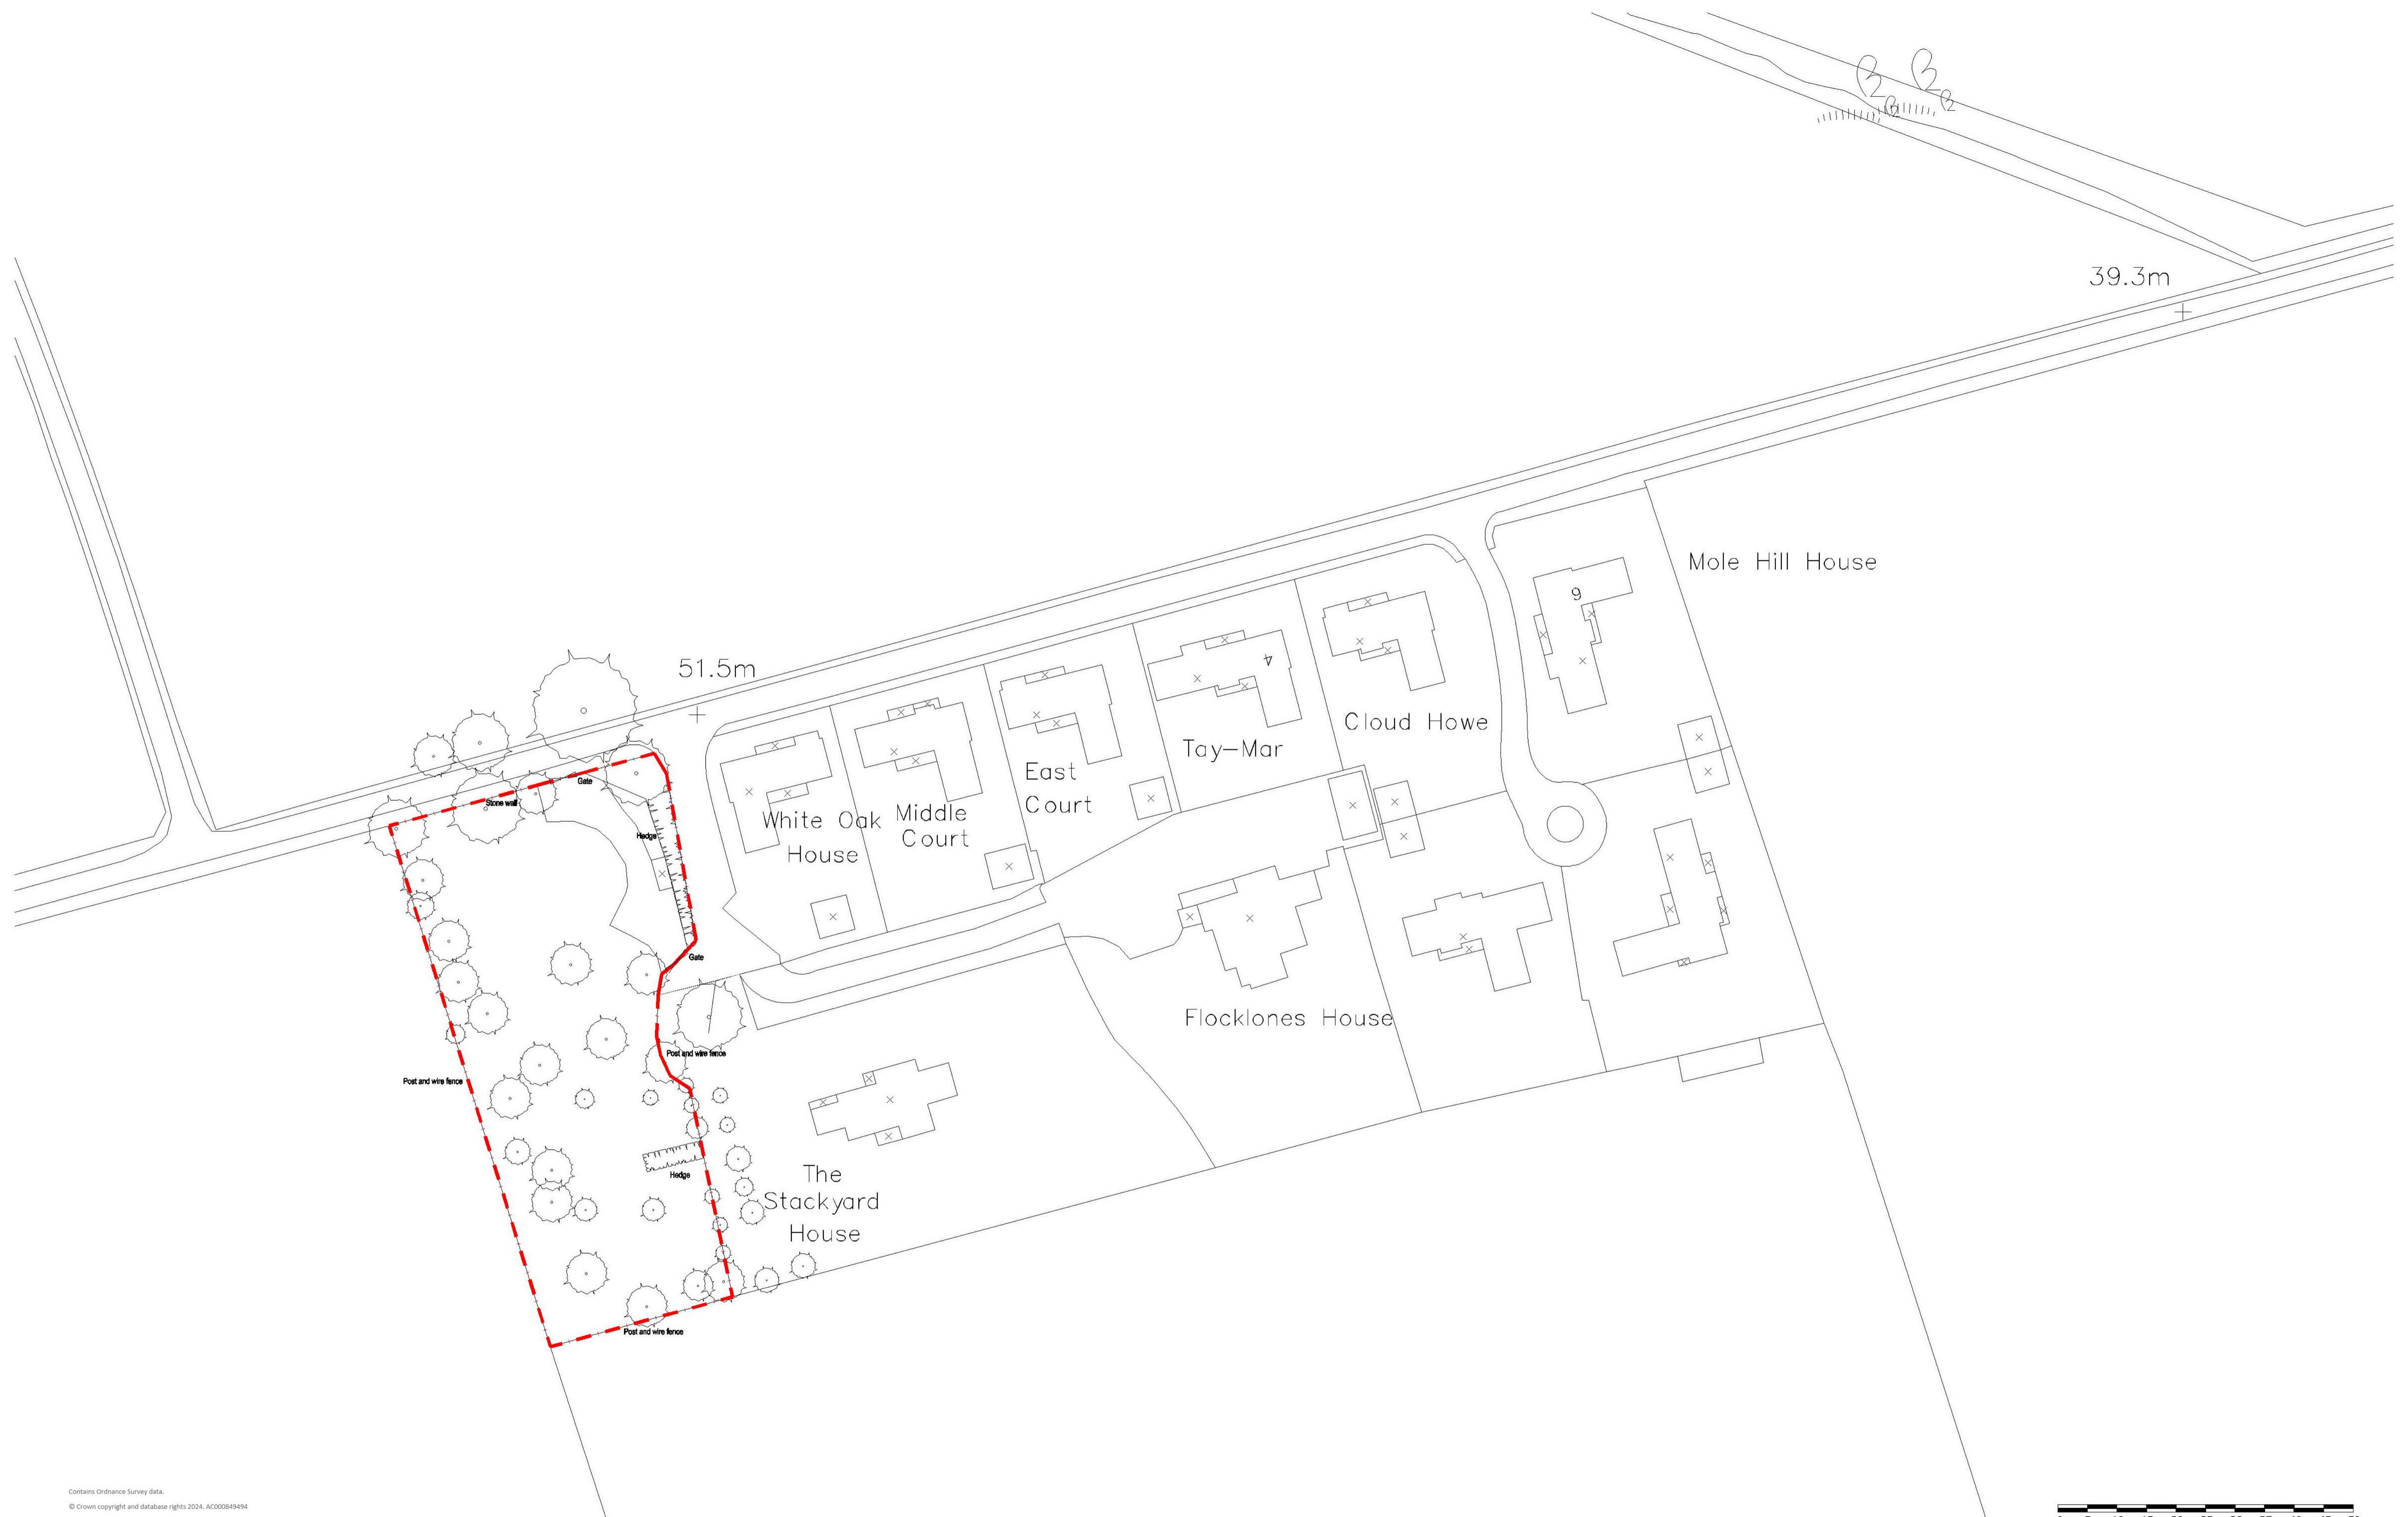 39.3m
Mole Hill House
6
51.5m
4
Cloud Howe
Tay-Mar
East
Court
Middle
Court
White Oak
House
Gate
Stone wall
Hedge
Gate
Flocklones House
Post and wire fence
Post and wire fence
Hedge
The
Stackyard
House
Post and wire fence
Contains Ordnance Survey data.
© Crown copyright and database rights 2024. AC000849494